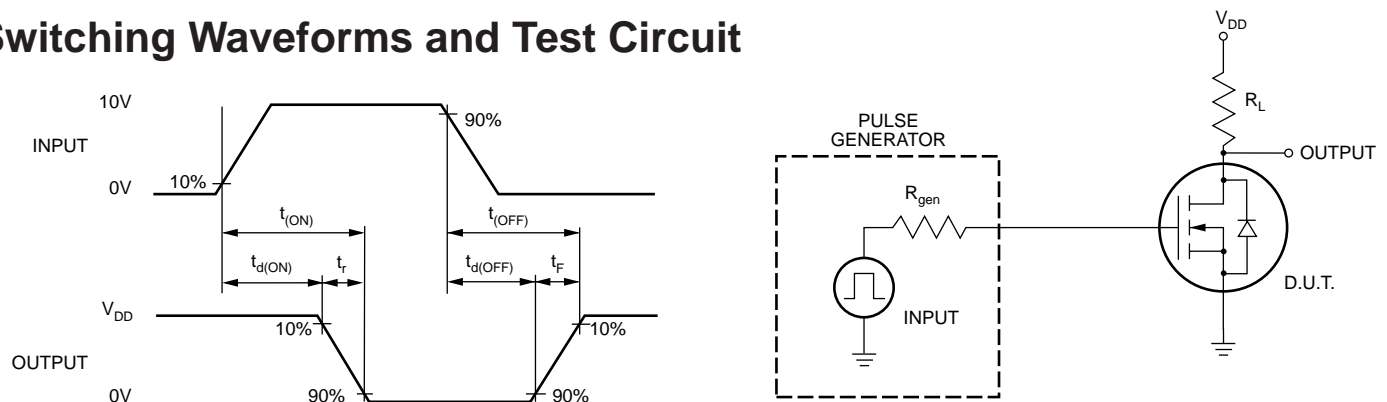 Switching Waveforms and Test Circuit
10V
INPUT
0V
10%
90%
t(ON)
t(OFF)
td(ON)
tr
td(OFF)
tF
VDD
OUTPUT
0V
10%
10%
90%
90%
VDD
RL
OUTPUT
PULSE
GENERATOR
Rgen
INPUT
D.U.T.